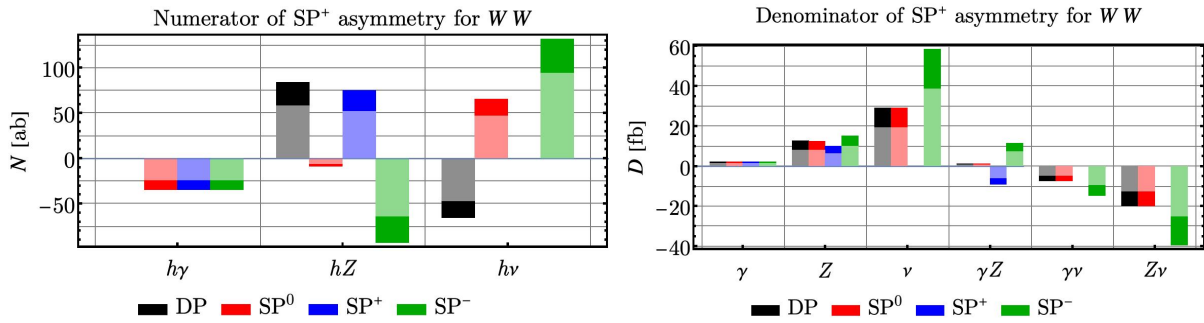 Numerator of SP⁺ asymmetry for W W
N [ab]
100
50
0
−50
hγ hZ hν
DP SP⁰ SP⁺ SP⁻
Denominator of SP⁺ asymmetry for W W
D [fb]
60
40
20
0
−20
−40
γ Z ν γZ γν Zν
DP SP⁰ SP⁺ SP⁻